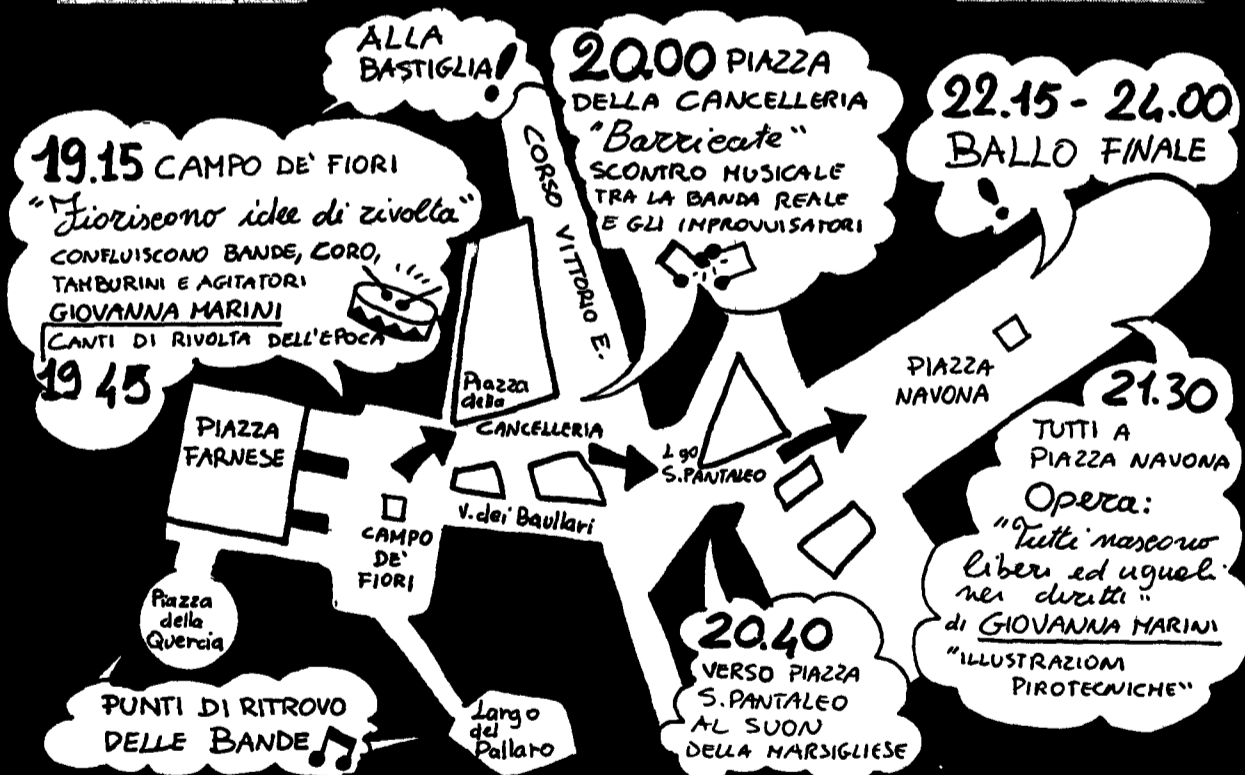 ALLA
BASTIGLIA!
19.15 CAMPO DE' FIORI
"Fioriscono idee di rivolta"
CONFLUISCONO BANDE, CORO,
TAMBURINI E AGITATORI
GIOVANNA MARINI
CANTI DI RIVOLTA DELL'EPOCA
19 45
20.00 PIAZZA
DELLA CANCELLERIA
"Barricate"
SCONTRO MUSICALE
TRA LA BANDA REALE
E GLI IMPROVVISATORI
22.15 - 24.00
BALLO FINALE
!
CORSO VITTORIO E.
PIAZZA
FARNESE
Piazza
della
CANCELLERIA
V. dei Baullari
CAMPO
DE'
FIORI
Lgo
S. PANTALEO
PIAZZA
NAVONA
21.30
TUTTI A
PIAZZA NAVONA
Opera:
"Tutti nascono
liberi ed uguali
nei diritti"
di GIOVANNA MARINI
"ILLUSTRAZIONI
PIROTECNICHE"
Piazza
della
Quercia
PUNTI DI RITROVO
DELLE BANDE
Largo
del
Pallaro
20.40
VERSO PIAZZA
S. PANTALEO
AL SUON
DELLA MARSIGLIESE